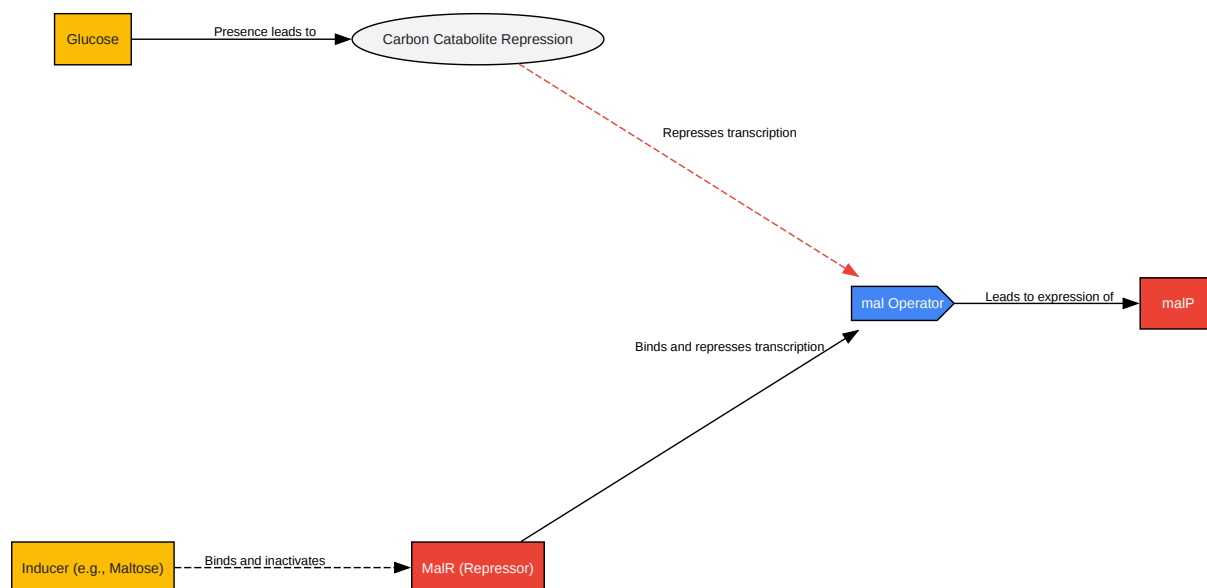 Glucose
Presence leads to
Carbon Catabolite Repression
Represses transcription
mal Operator
Leads to expression of
malP
Binds and represses transcription
Inducer (e.g., Maltose)
Binds and inactivates
MalR (Repressor)